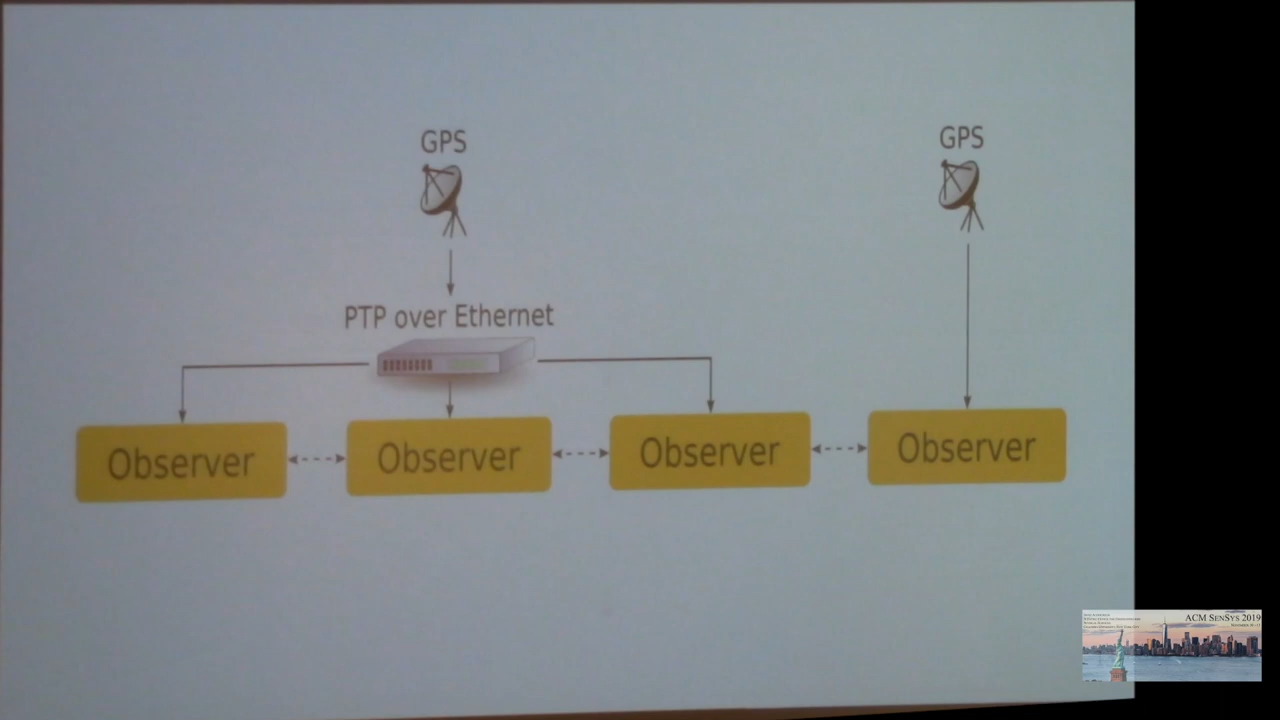 GPS
GPS
PTP over Ethernet
Observer
Observer
Observer
Observer
ACM SENSYS 2019